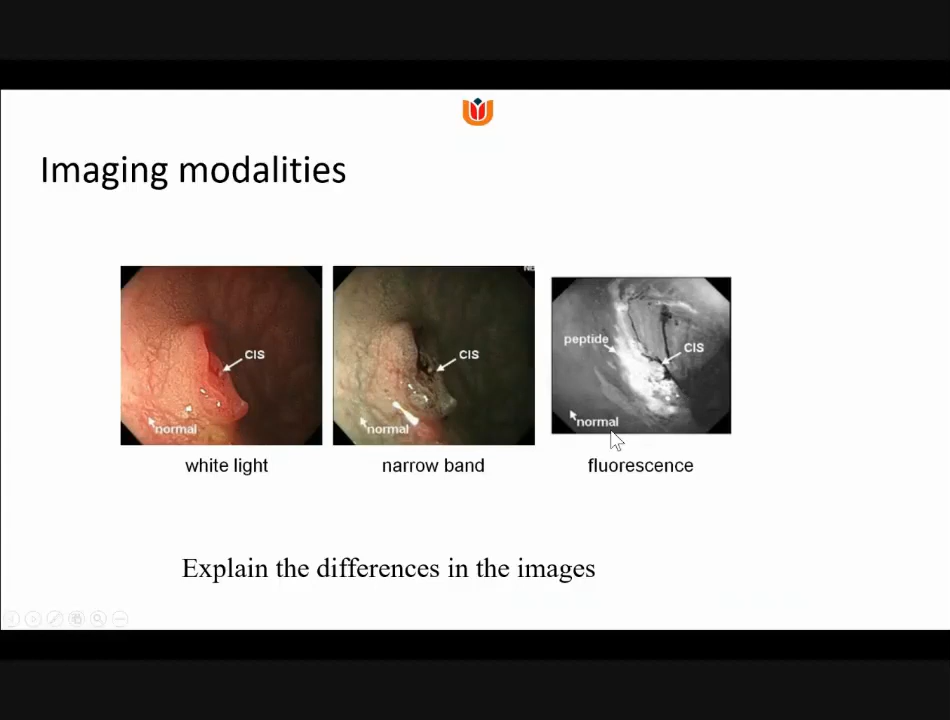 Imaging modalities
CIS
normal
CIS
normal
peptide
CIS
normal
white light
narrow band
fluorescence
Explain the differences in the images